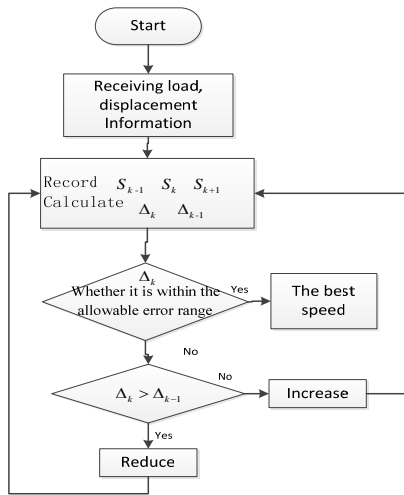 Start
Receiving load,
displacement
Information
Record S_{k-1} S_k S_{k+1}
Calculate Δ_k Δ_{k-1}
Δ_k
Whether it is within the
allowable error range
Yes
The best
speed
No
Δ_k > Δ_{k-1}
No
Increase
Yes
Reduce